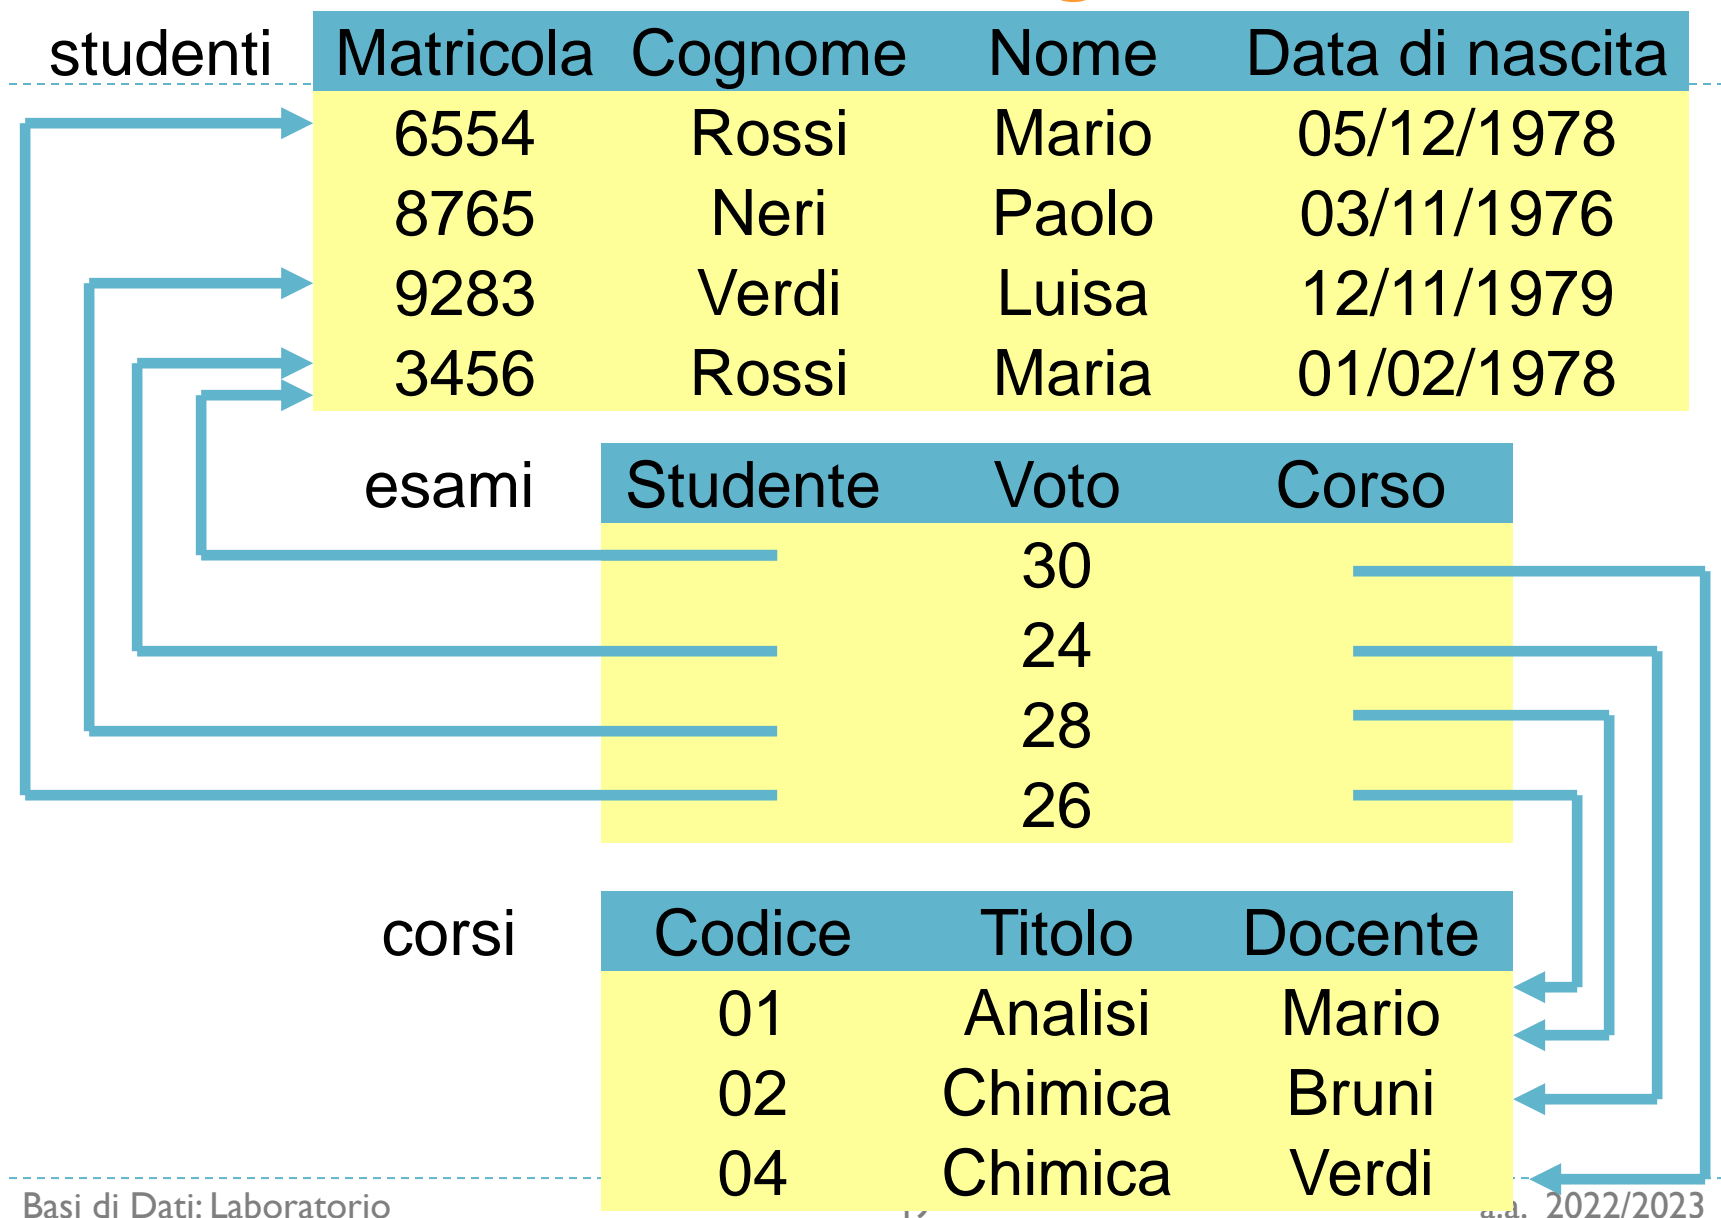 studenti Matricola Cognome Nome Data di nascita
6554 Rossi Mario 05/12/1978
8765 Neri Paolo 03/11/1976
9283 Verdi Luisa 12/11/1979
3456 Rossi Maria 01/02/1978
esami Studente Voto Corso
30
24
28
26
corsi Codice Titolo Docente
01 Analisi Mario
02 Chimica Bruni
04 Chimica Verdi
Basi di Dati: Laboratorio a.a. 2022/2023